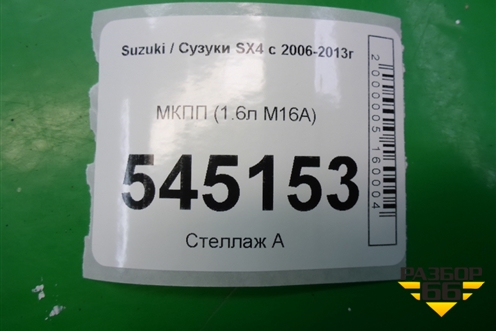 Suzuki / Сузуки SX4 с 2006-2013г
МКПП (1.6л M16A)
545153
Стеллаж А
2000005160004
РАЗБОР
66